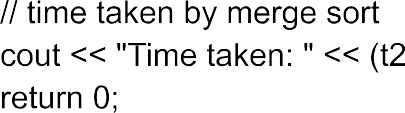 // time taken by merge sort
cout << "Time taken: " << (t2
return 0;